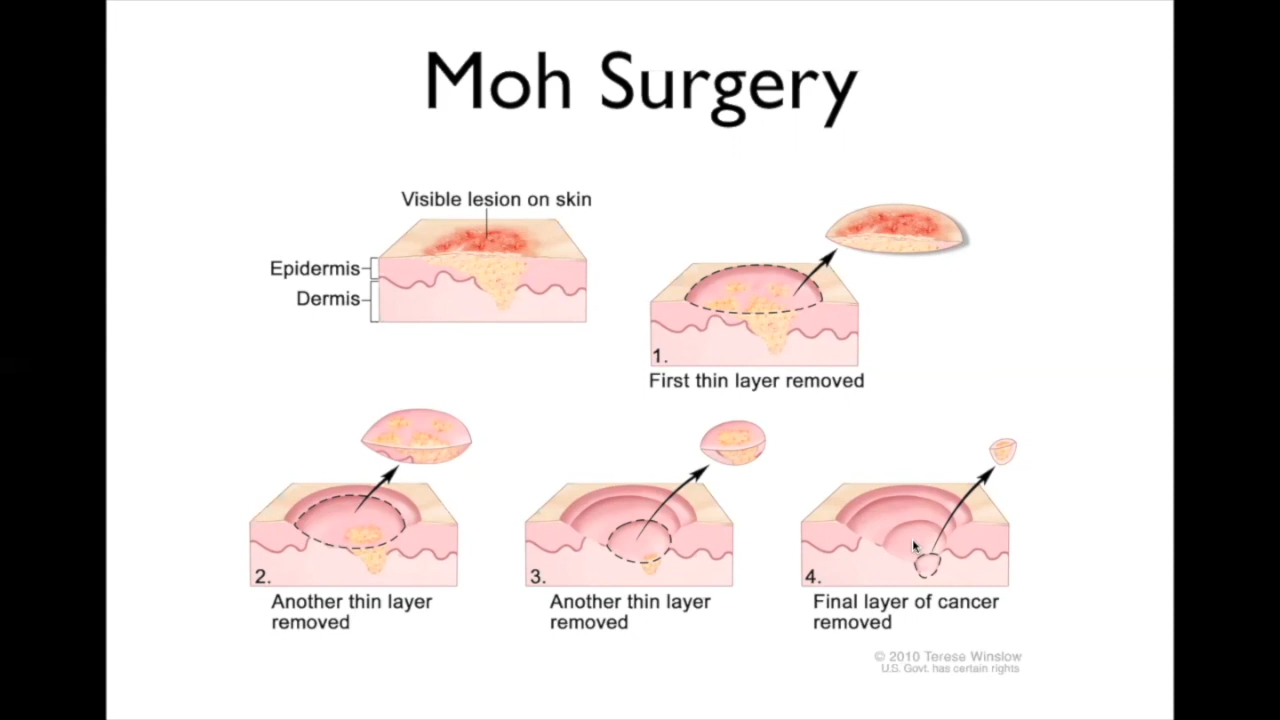 Moh Surgery
Visible lesion on skin
Epidermis
Dermis
1.
First thin layer removed
2.
Another thin layer
removed
3.
Another thin layer
removed
4.
Final layer of cancer
removed
© 2010 Terese Winslow
U.S. Govt. has certain rights